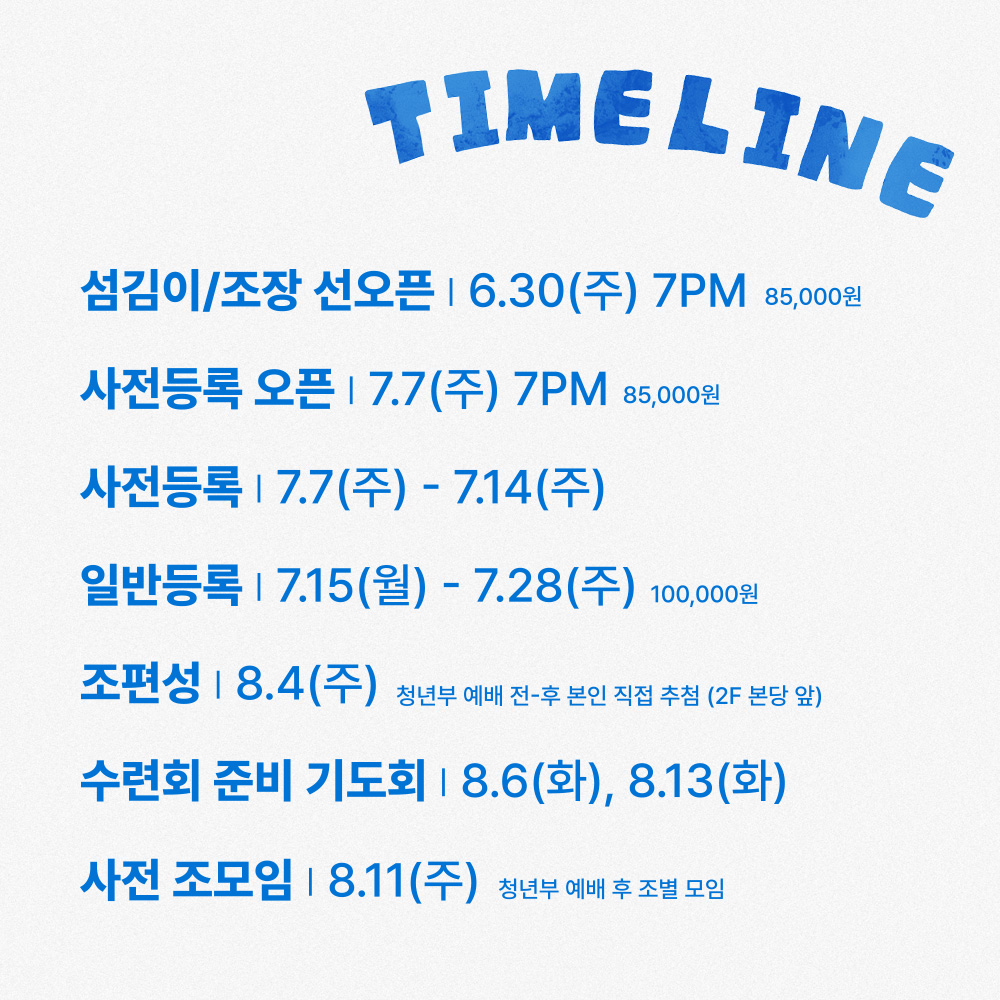 TIMELINE
섬김이/조장 선오픈 | 6.30(주) 7PM 85,000원
사전등록 오픈 | 7.7(주) 7PM 85,000원
사전등록 | 7.7(주) - 7.14(주)
일반등록 | 7.15(월) - 7.28(주) 100,000원
조편성 | 8.4(주) 청년부 예배 전-후 본인 직접 추첨 (2F 본당 앞)
수련회 준비 기도회 | 8.6(화), 8.13(화)
사전 조모임 | 8.11(주) 청년부 예배 후 조별 모임